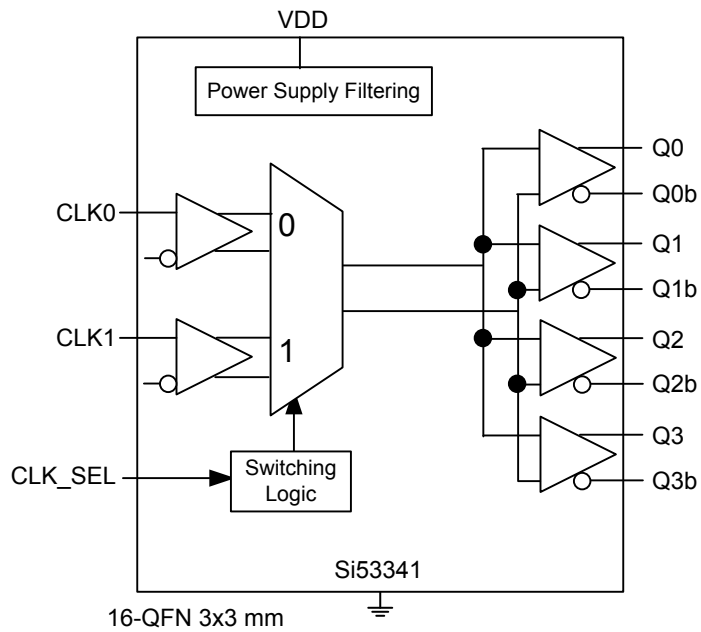 VDD
Power Supply Filtering
CLK0
0
CLK1
1
CLK_SEL
Switching
Logic
Q0
Q0b
Q1
Q1b
Q2
Q2b
Q3
Q3b
Si53341
16-QFN 3x3 mm